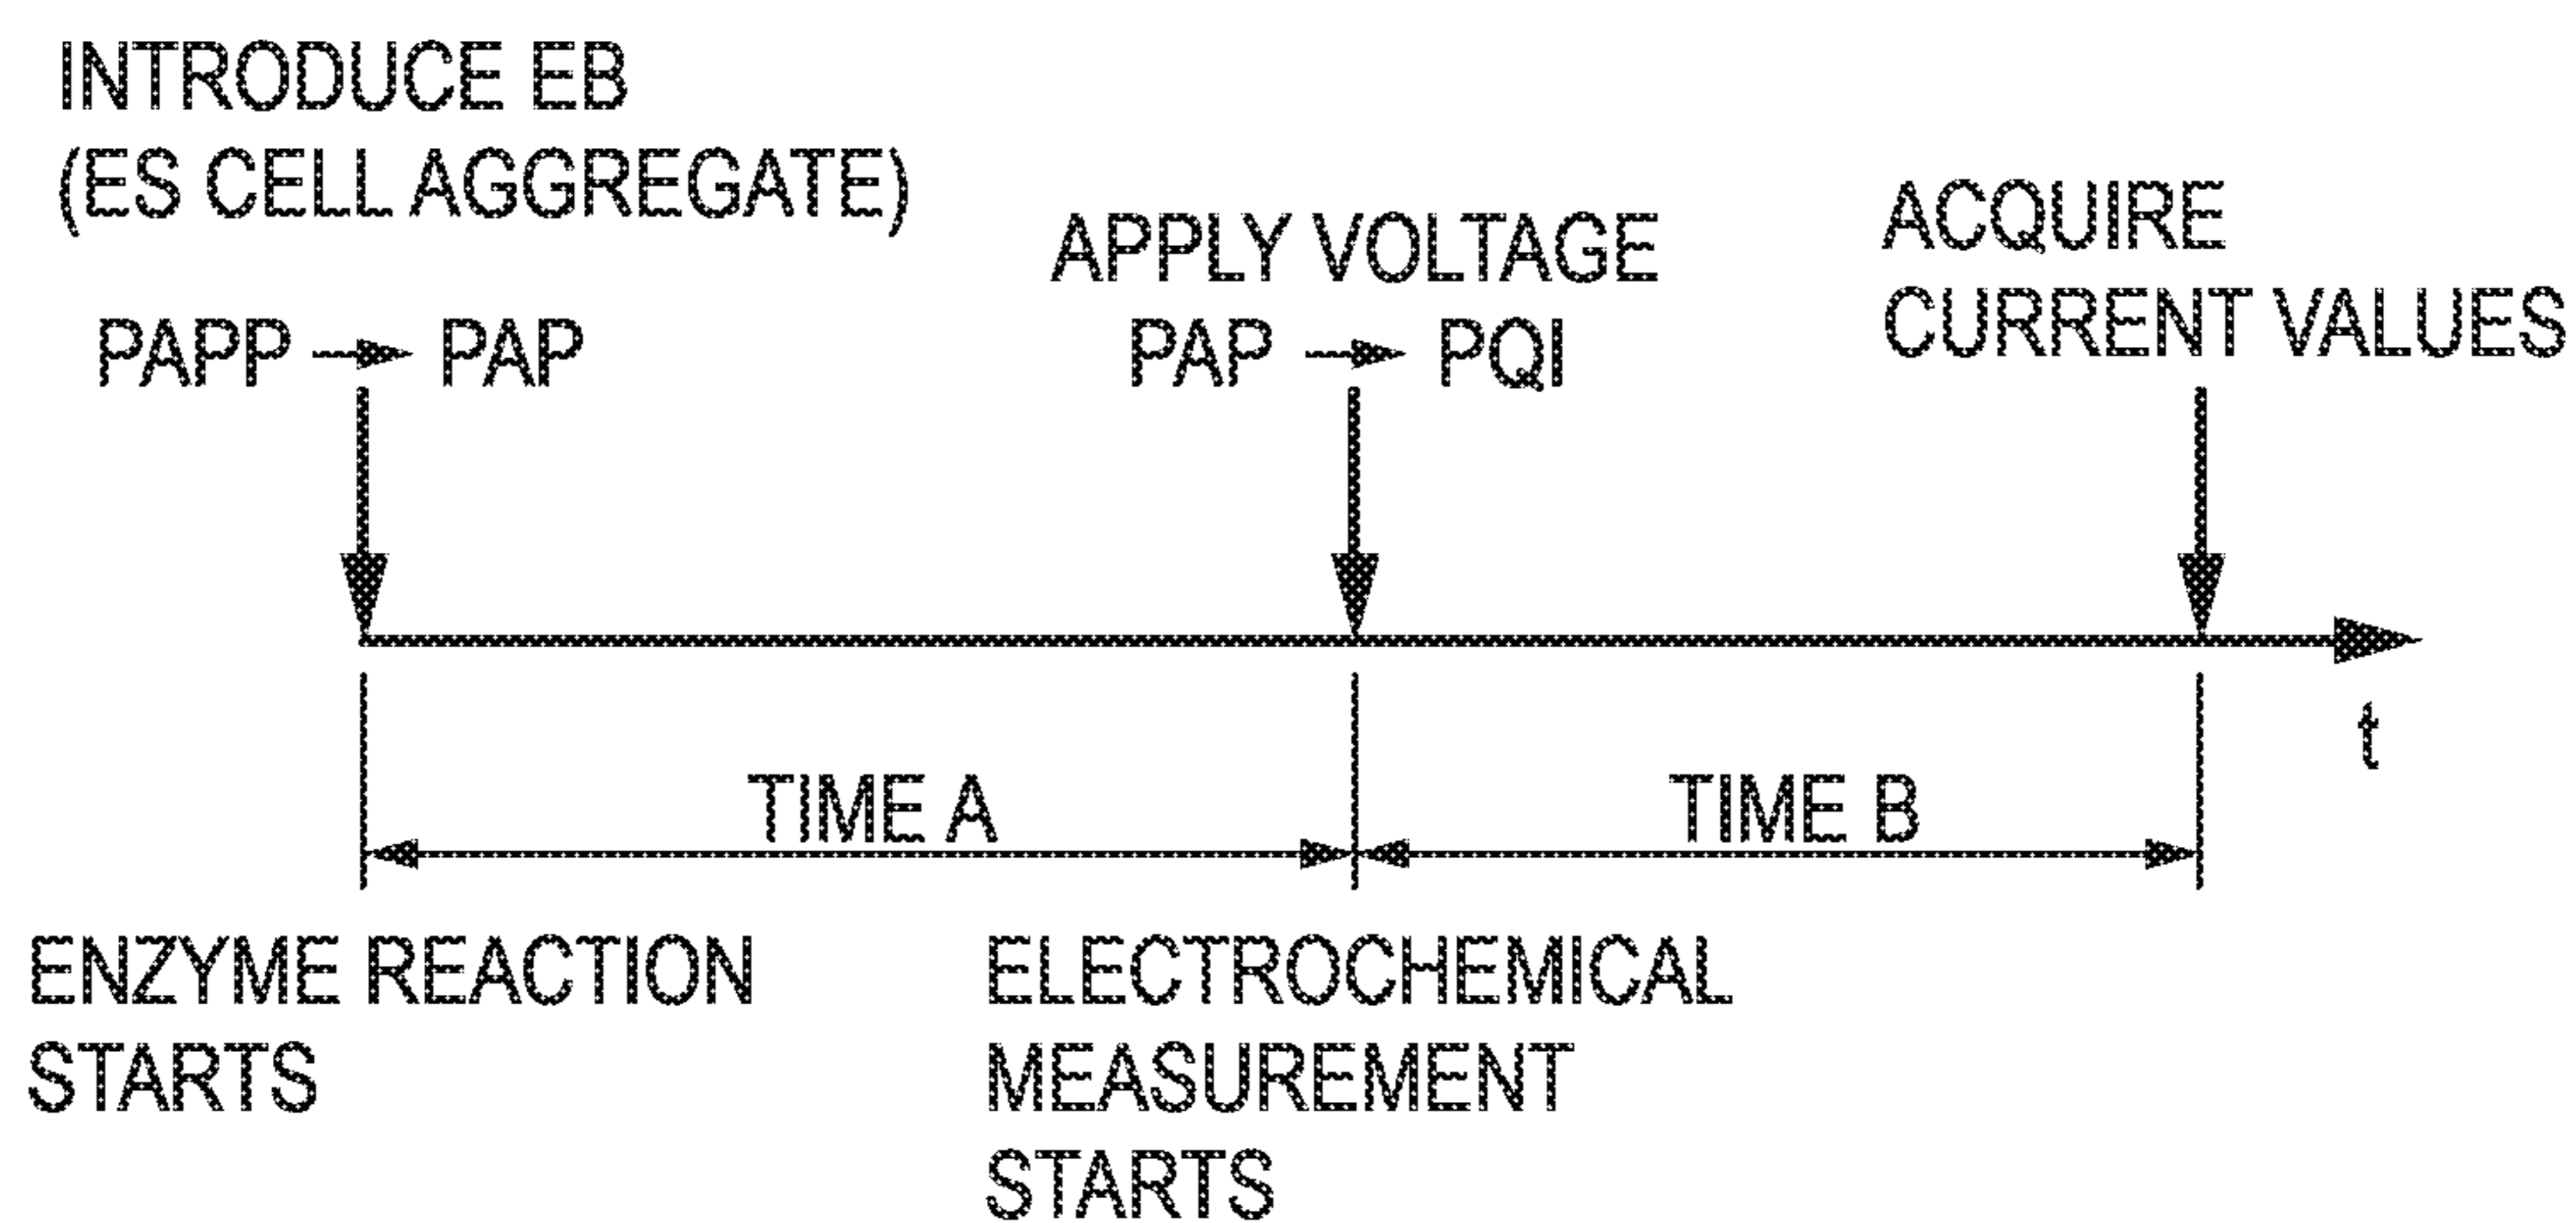 INTRODUCE EB
(ES CELL AGGREGATE)
PAPP → PAP
APPLY VOLTAGE
PAP → PQI
ACQUIRE
CURRENT VALUES
t
TIME A
TIME B
ENZYME REACTION
STARTS
ELECTROCHEMICAL
MEASUREMENT
STARTS